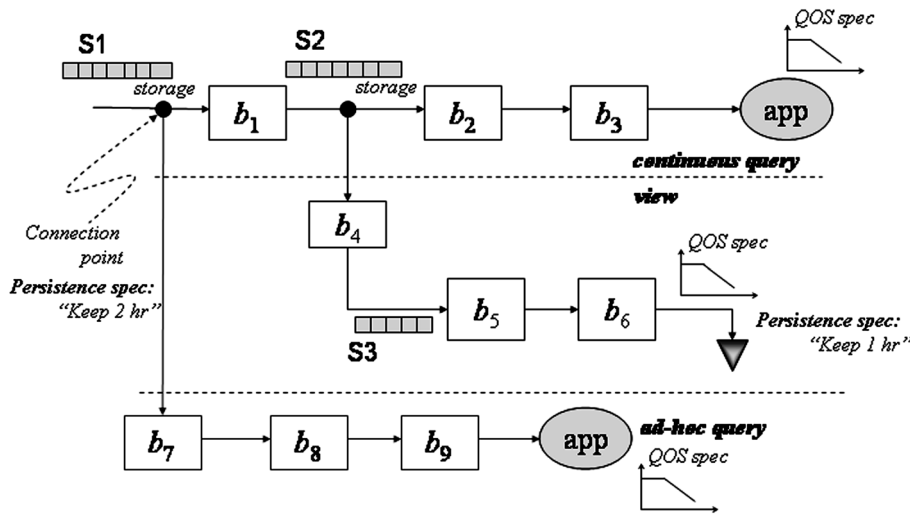 QOS spec
S1
S2
storage
storage
b1
b2
b3
app
continuous query
view
Connection
point
b4
QOS spec
Persistence spec:
"Keep 2 hr"
b5
b6
Persistence spec:
"Keep 1 hr"
S3
b7
b8
b9
app
ad-hoc query
QOS spec